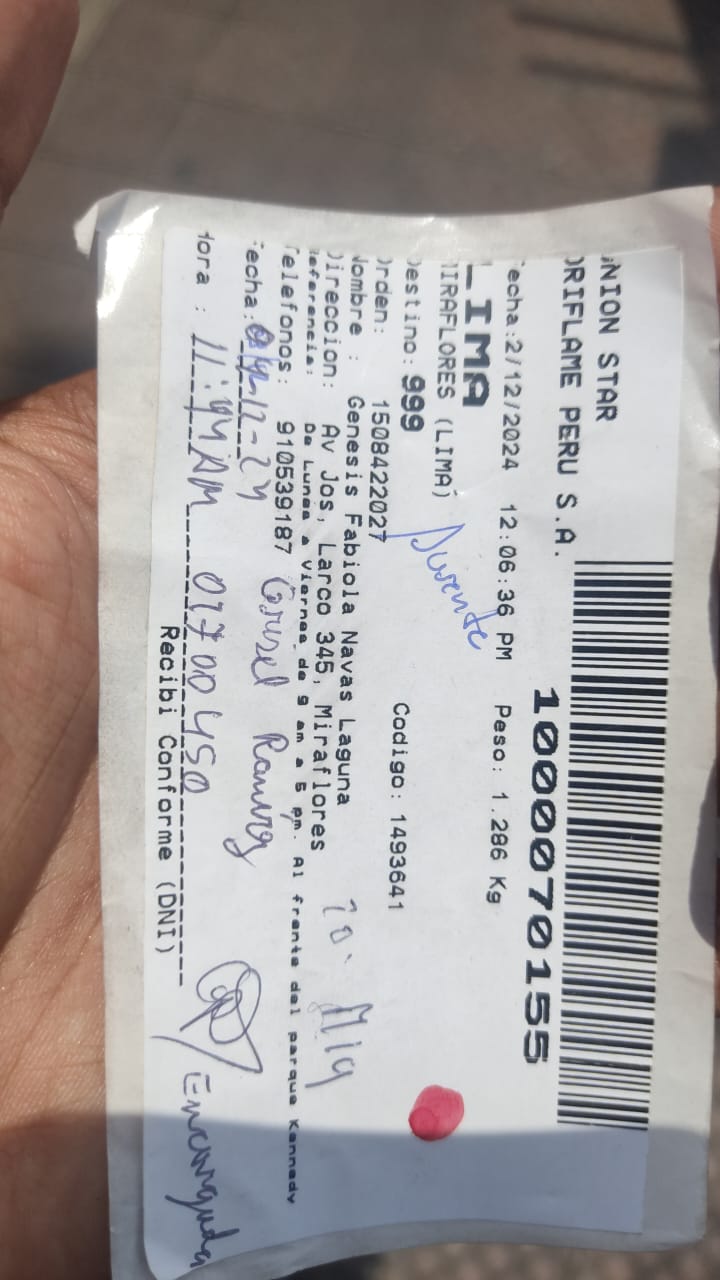 UNION STAR
ORIFLAME PERU S.A.
1000070155
Fecha:2/12/2024 12:06:36 PM Peso: 1.286 Kg
LIMA
MIRAFLORES (LIMA)
Destino: 999 Codigo: 1493641
Orden: 1508422027
Nombre : Genesis Fabiola Navas Laguna
Direccion: Av Jos, Larco 345, Miraflores
Referencia: De Lunes a Viernes de 9 am a 5 pm. Al frente del parque Kennedy
Telefonos: 910539187
Fecha: -12-24
Hora : 11:44 AM
Recibi Conforme (DNI)
Encargada